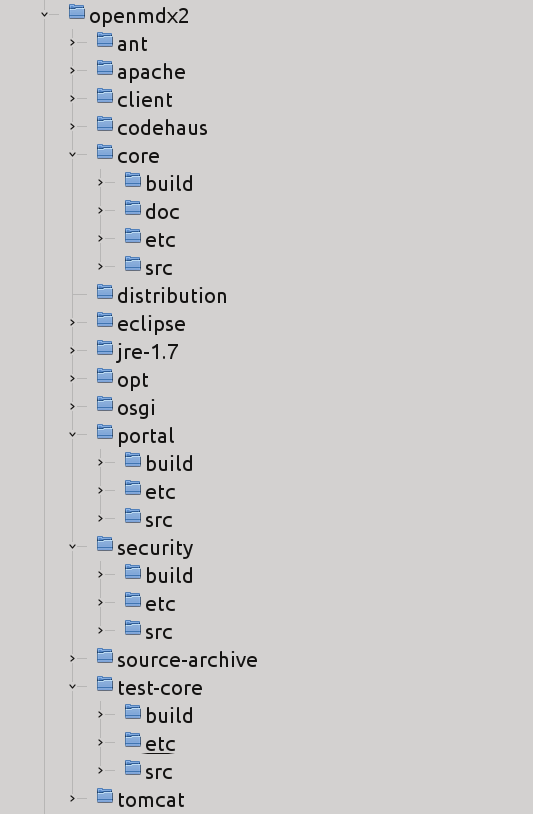 openmdx2
ant
apache
client
codehaus
core
build
doc
etc
src
distribution
eclipse
jre-1.7
opt
osgi
portal
build
etc
src
security
build
etc
src
source-archive
test-core
build
etc
src
tomcat